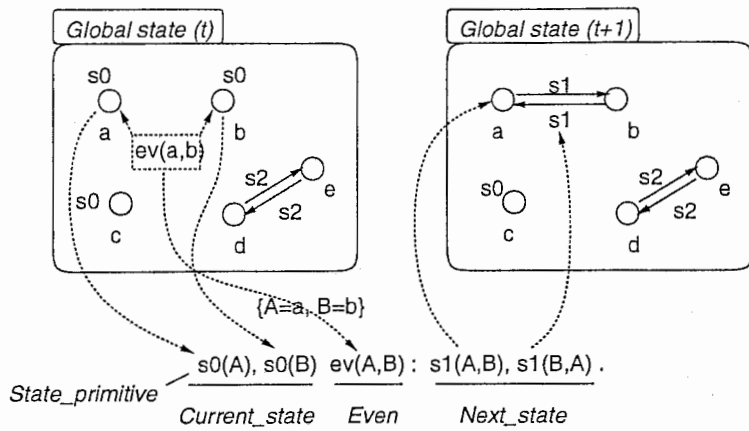 Global state (t)
Global state (t+1)
s0 s0
a b
ev(a,b)
s0
c
s2
s2
e
d
s1
s1
a b
s0
c
s2
s2
e
d
{A=a, B=b}
s0(A), s0(B) ev(A,B) : s1(A,B), s1(B,A) .
State_primitive
Current_state Even Next_state